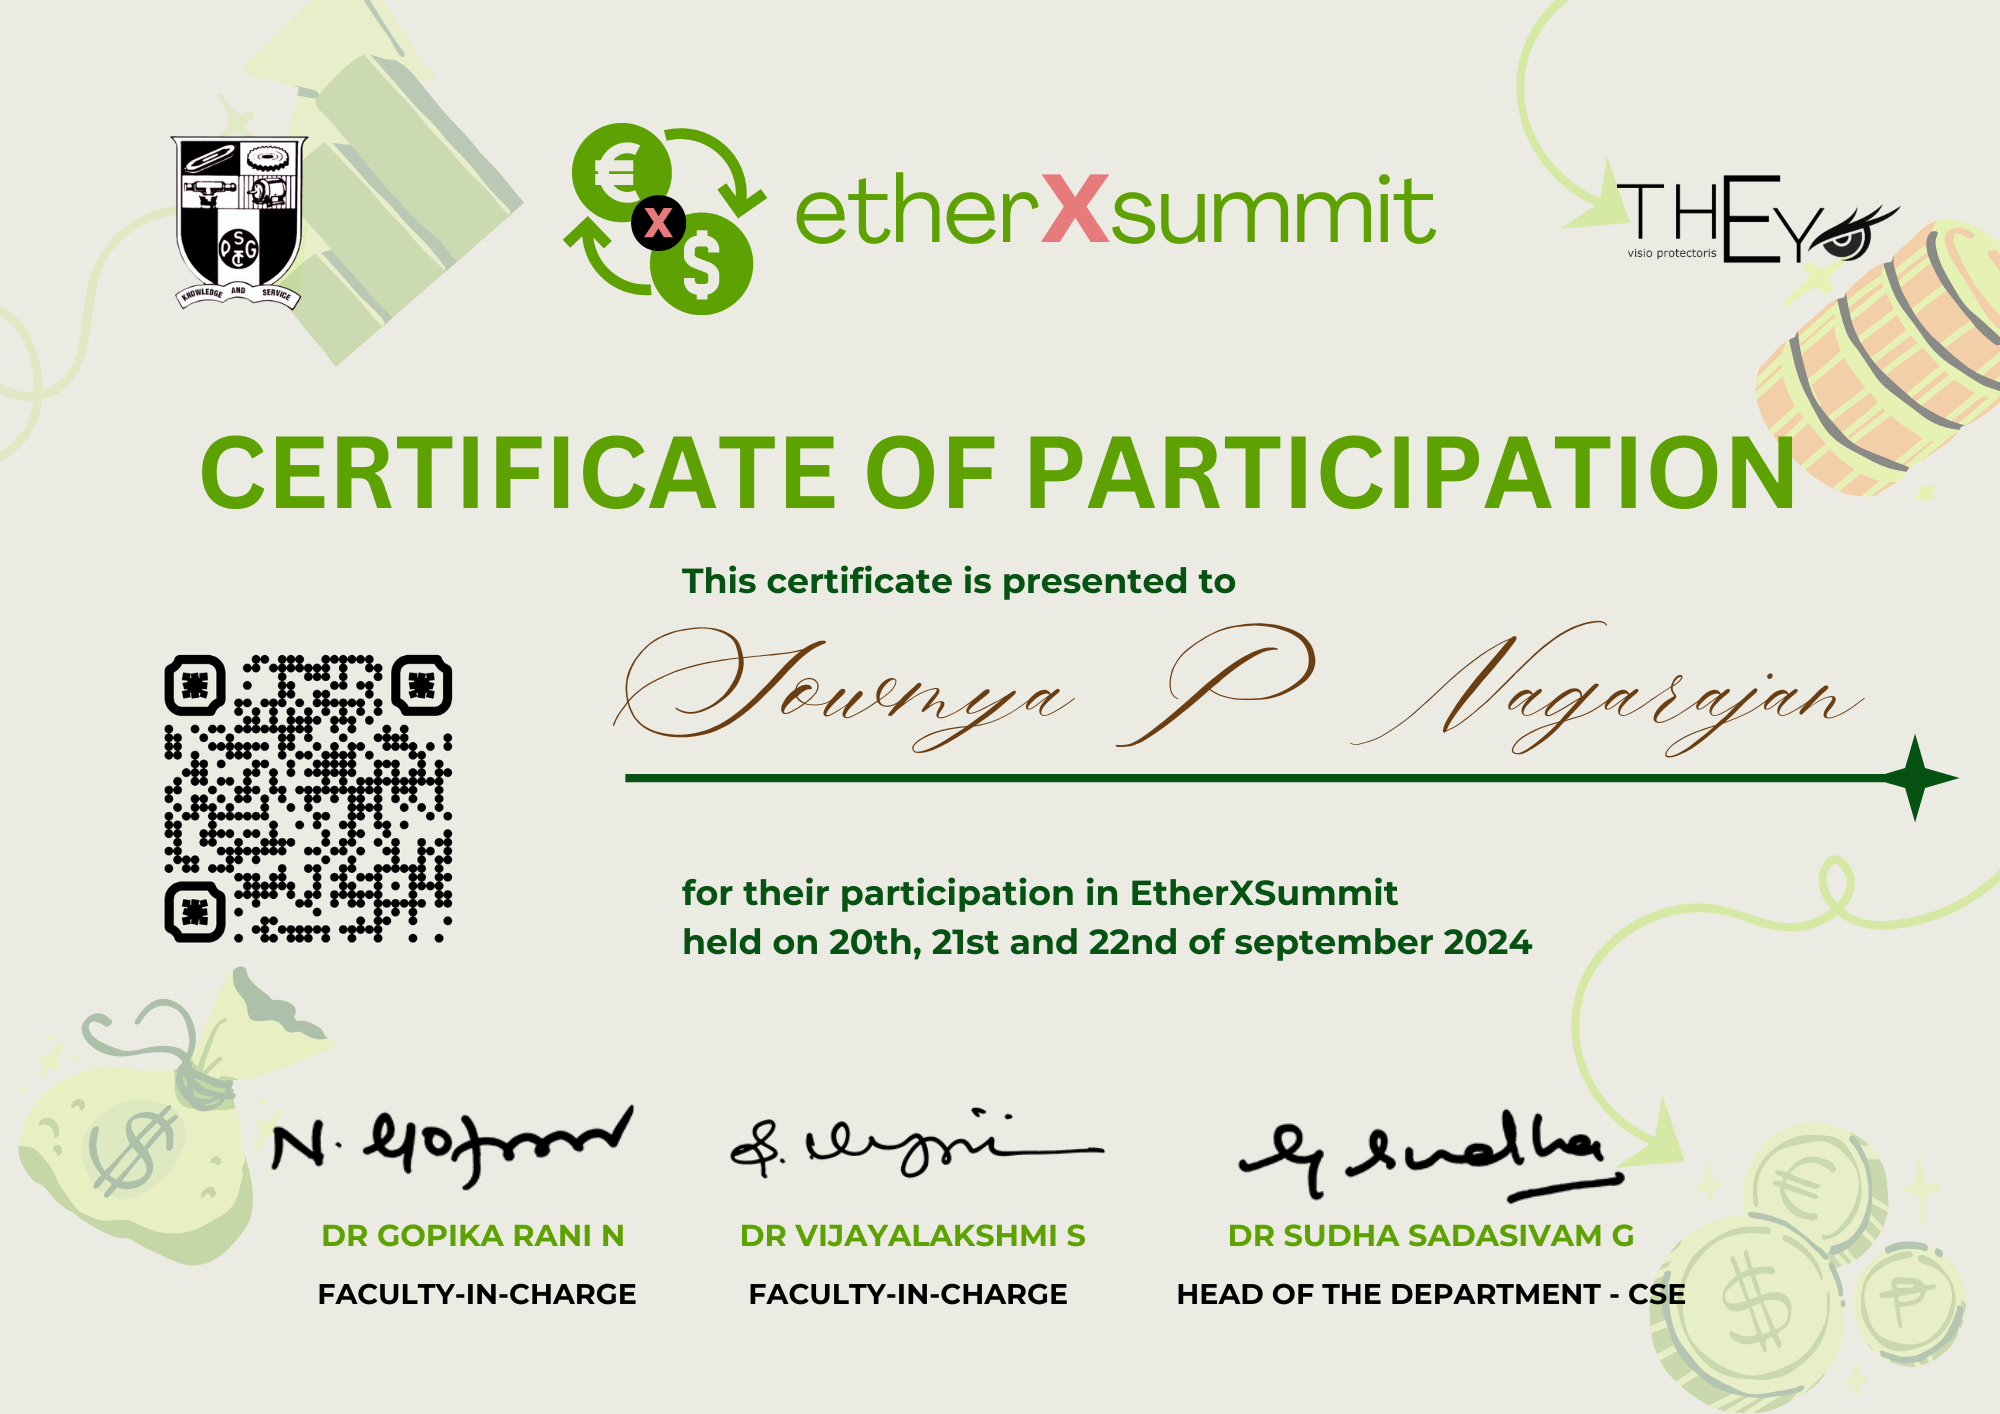 KNOWLEDGE AND SERVICE
D S G
C T
€ X $
etherXsummit
THEY
visio protectoris
CERTIFICATE OF PARTICIPATION
This certificate is presented to
Sowmya P Nagarajan
for their participation in EtherXSummit
held on 20th, 21st and 22nd of september 2024
N. Gopi
G Sudha
DR GOPIKA RANI N
DR VIJAYALAKSHMI S
DR SUDHA SADASIVAM G
FACULTY-IN-CHARGE
FACULTY-IN-CHARGE
HEAD OF THE DEPARTMENT - CSE